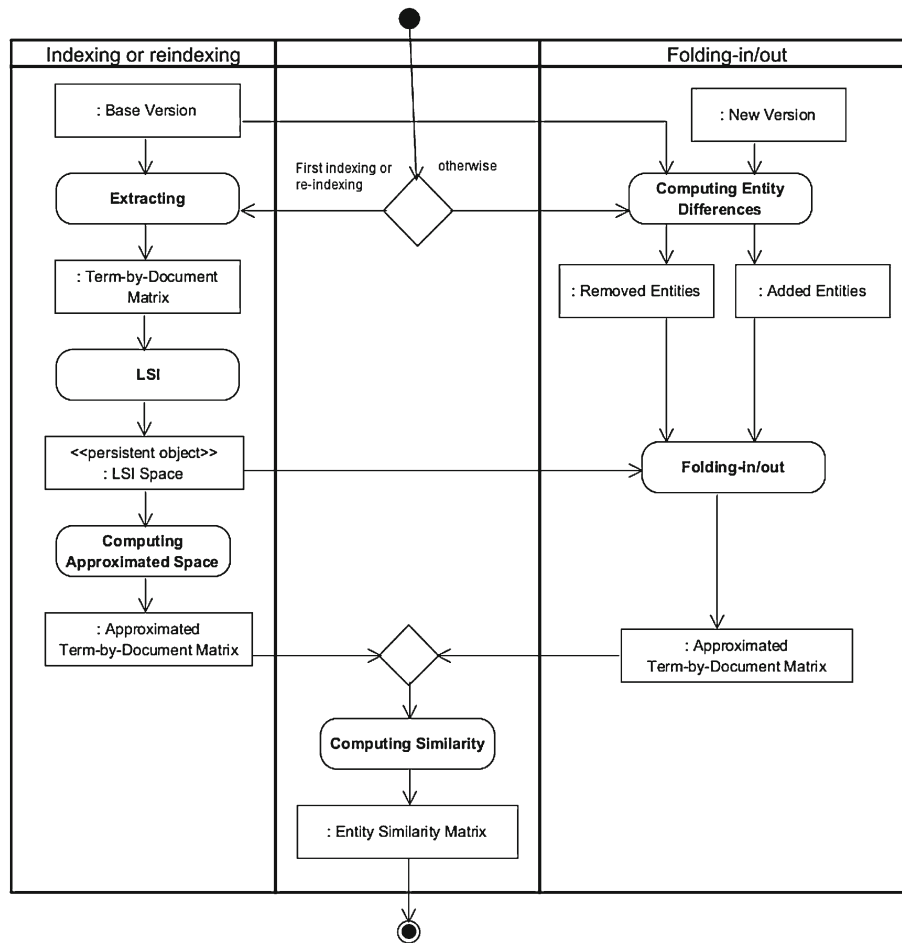 Indexing or reindexing
Folding-in/out
: Base Version
: New Version
First indexing or
re-indexing
otherwise
Extracting
Computing Entity
Differences
: Term-by-Document
Matrix
: Removed Entities
: Added Entities
LSI
<<persistent object>>
: LSI Space
Folding-in/out
Computing
Approximated Space
: Approximated
Term-by-Document Matrix
: Approximated
Term-by-Document Matrix
Computing Similarity
: Entity Similarity Matrix